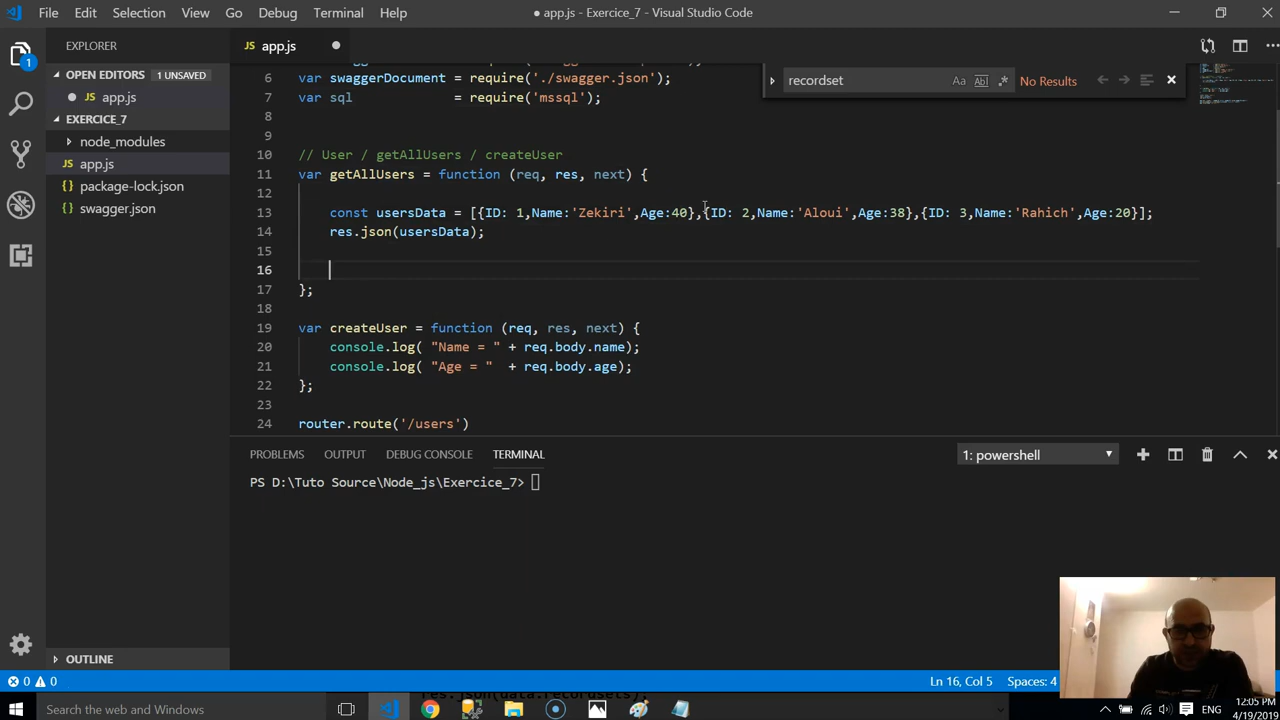 File Edit Selection View Go Debug Terminal Help ● app.js - Exercice_7 - Visual Studio Code
EXPLORER
JS app.js
OPEN EDITORS 1 UNSAVED
app.js
EXERCICE_7
node_modules
app.js
package-lock.json
swagger.json
OUTLINE
1
recordset
Aa Abl .* No Results
6 var swaggerDocument = require('./swagger.json');
7 var sql = require('mssql');
8
9
10 // User / getAllUsers / createUser
11 var getAllUsers = function (req, res, next) {
12
13 const usersData = [{ID: 1,Name:'Zekiri',Age:40},{ID: 2,Name:'Aloui',Age:38},{ID: 3,Name:'Rahich',Age:20}];
14 res.json(usersData);
15
16
17 };
18
19 var createUser = function (req, res, next) {
20 console.log( "Name = " + req.body.name);
21 console.log( "Age = " + req.body.age);
22 };
23
24 router.route('/users')
PROBLEMS OUTPUT DEBUG CONSOLE TERMINAL
1: powershell
PS D:\Tuto Source\Node_js\Exercice_7>
0 0
Ln 16, Col 5 Spaces: 4
res.json(data.recordsets);
Search the web and Windows
12:05 PM
4/19/2019